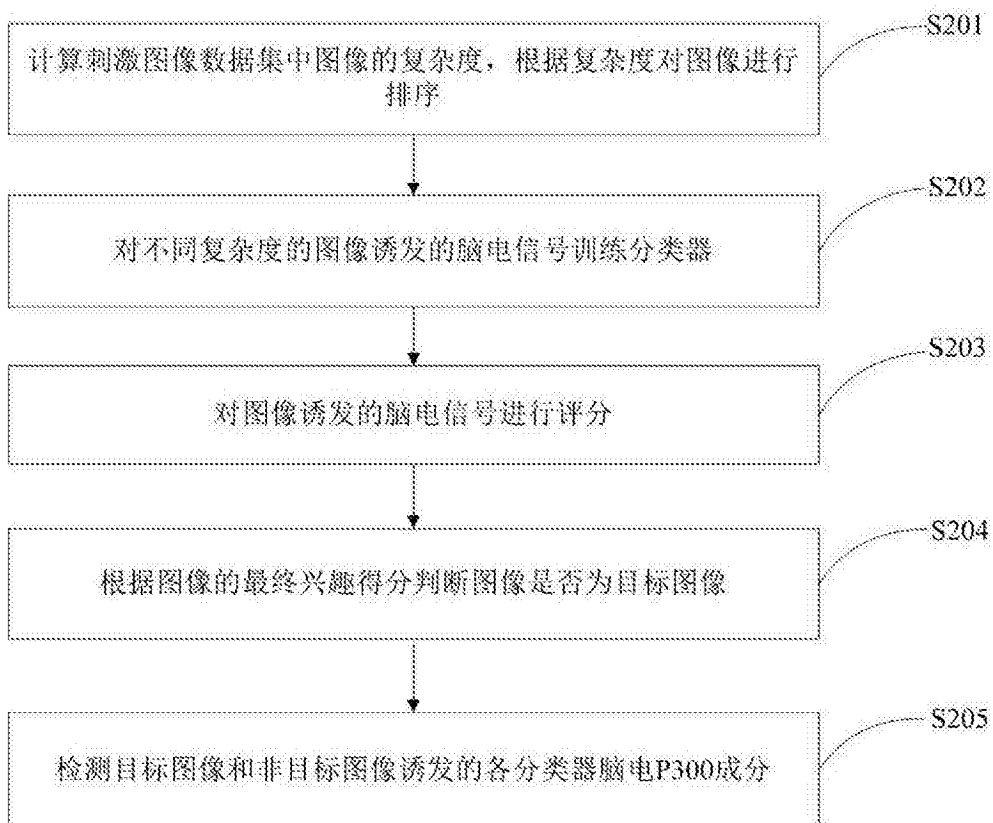 S201
计算刺激图像数据集中图像的复杂度，根据复杂度对图像进行
排序
S202
对不同复杂度的图像诱发的脑电信号训练分类器
S203
对图像诱发的脑电信号进行评分
S204
根据图像的最终兴趣得分判断图像是否为目标图像
S205
检测目标图像和非目标图像诱发的各分类器脑电P300成分